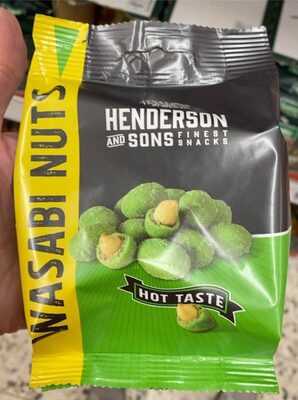 WASABI NUTS
HENDERSON
AND SONS FINEST
SNACKS
HOT TASTE